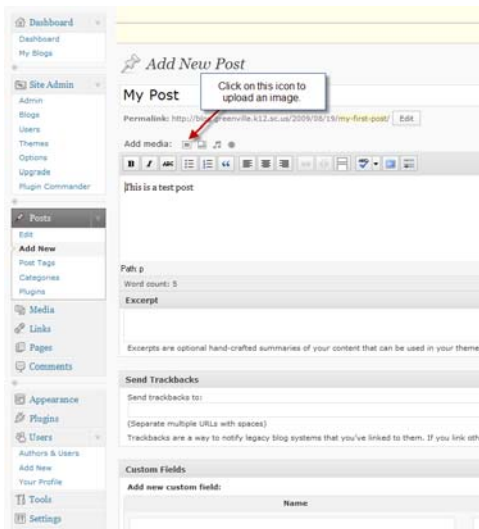 Dashboard
Dashboard
My Blogs
Site Admin
Admin
Blogs
Users
Themes
Options
Upgrade
Plugin Commander
Posts
Edit
Add New
Post Tags
Categories
Plugins
Media
Links
Pages
Comments
Appearance
Plugins
Users
Authors & Users
Add New
Your Profile
Tools
Settings
Add New Post
Click on this icon to
upload an image.
My Post
Permalink: http://blog.greenville.k12.sc.us/2009/06/19/my-first-post/ Edit
Add media:
B I ABC
This is a test post
Path: p
Word count: 5
Excerpt
Excerpts are optional hand-crafted summaries of your content that can be used in your theme
Send Trackbacks
Send trackbacks to:
(Separate multiple URLs with spaces)
Trackbacks are a way to notify legacy blog systems that you've linked to them. If you link oth
Custom Fields
Add new custom field:
Name